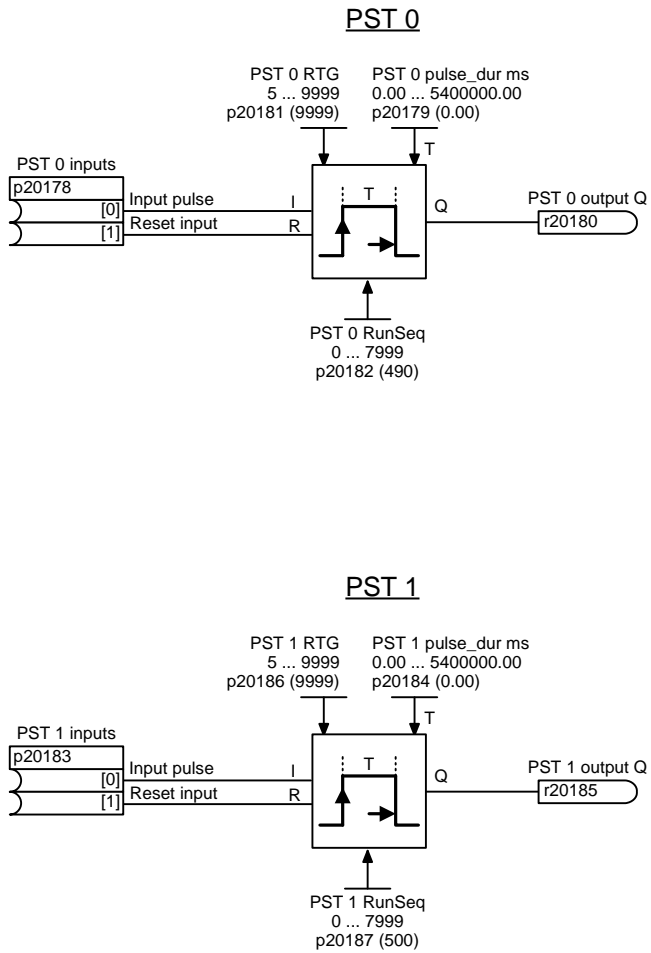 PST 0
PST 0 RTG
5 ... 9999
p20181 (9999)
PST 0 pulse_dur ms
0.00 ... 5400000.00
p20179 (0.00)
T
PST 0 inputs
p20178
[0]
Input pulse
I
[1]
Reset input
R
T
Q
PST 0 output Q
r20180
PST 0 RunSeq
0 ... 7999
p20182 (490)
PST 1
PST 1 RTG
5 ... 9999
p20186 (9999)
PST 1 pulse_dur ms
0.00 ... 5400000.00
p20184 (0.00)
T
PST 1 inputs
p20183
[0]
Input pulse
I
[1]
Reset input
R
T
Q
PST 1 output Q
r20185
PST 1 RunSeq
0 ... 7999
p20187 (500)